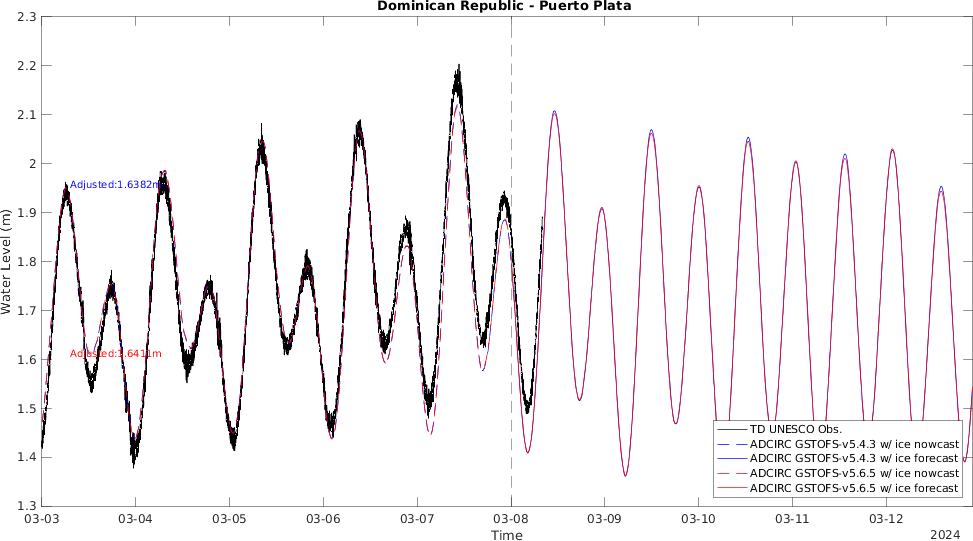 Dominican Republic - Puerto Plata
2.3
2.2
2.1
2
1.9
1.8
1.7
1.6
1.5
1.4
1.3
Water Level (m)
Adjusted:1.6382m
Adjusted:1.6411m
TD UNESCO Obs.
ADCIRC GSTOFS-v5.4.3 w/ ice nowcast
ADCIRC GSTOFS-v5.4.3 w/ ice forecast
ADCIRC GSTOFS-v5.6.5 w/ ice nowcast
ADCIRC GSTOFS-v5.6.5 w/ ice forecast
03-03 03-04 03-05 03-06 03-07 03-08 03-09 03-10 03-11 03-12
Time
2024